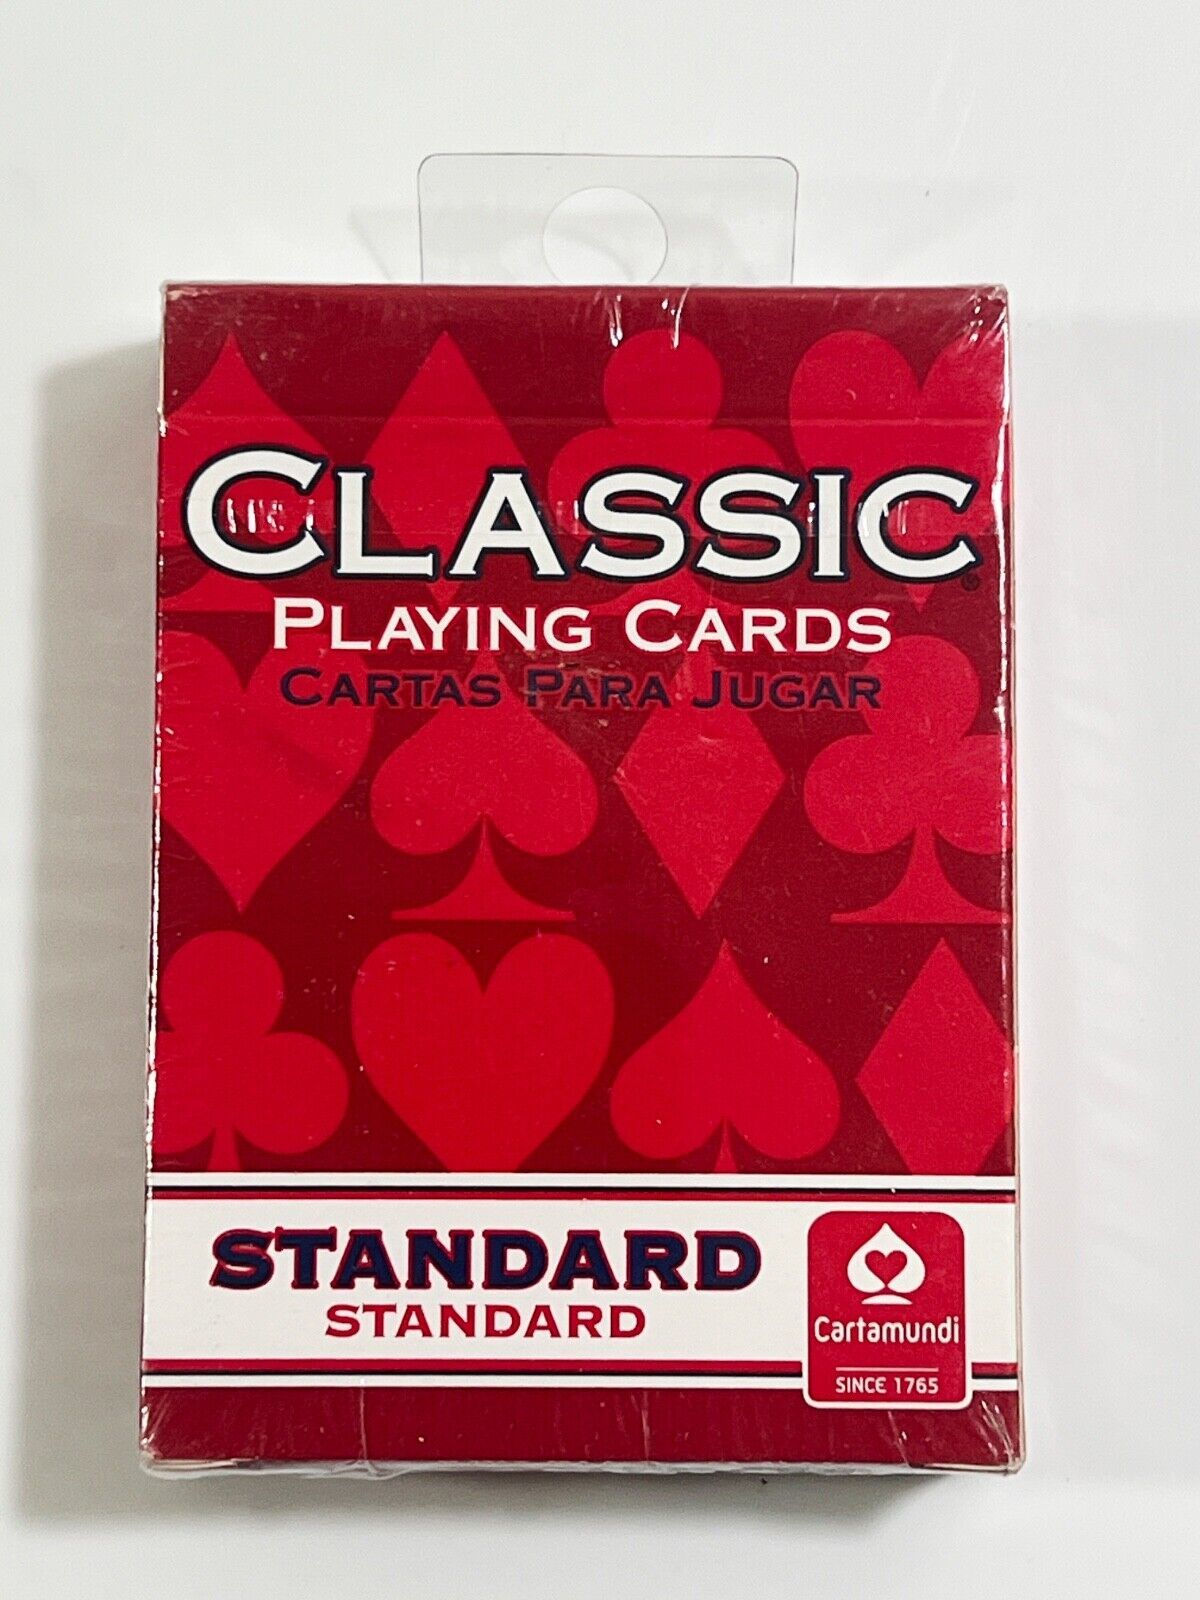 CLASSIC®
PLAYING CARDS
CARTAS PARA JUGAR
STANDARD
STANDARD
Cartamundi
SINCE 1765